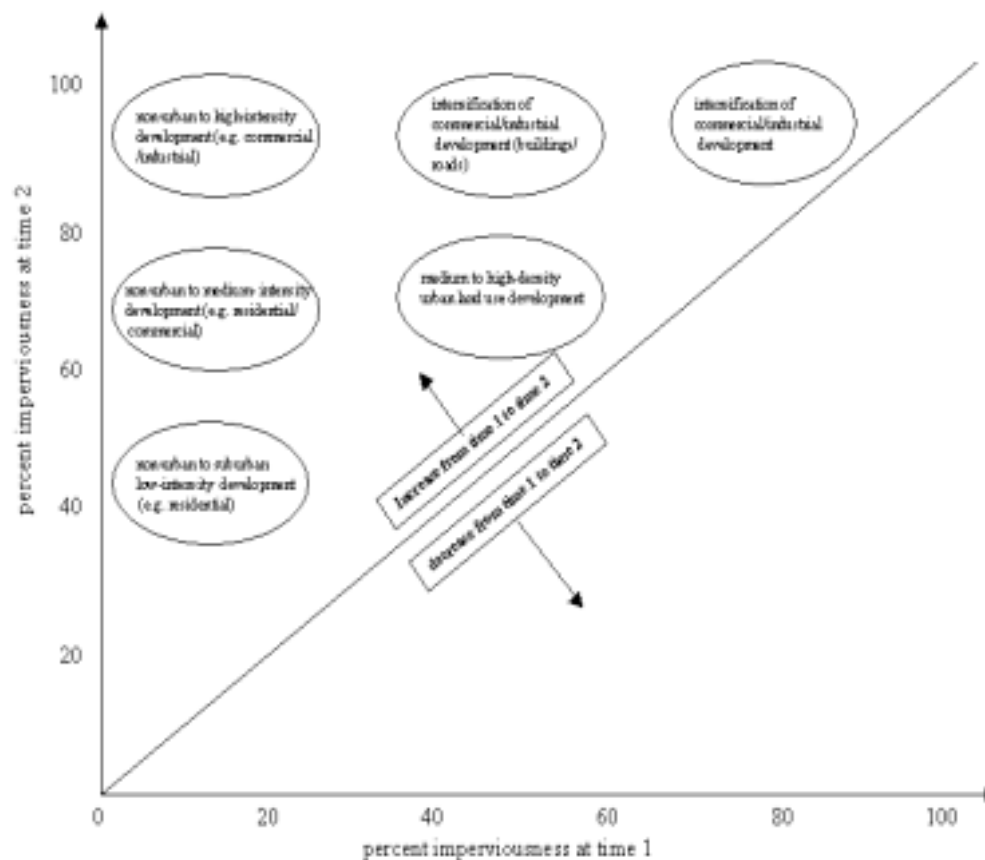 100
80
60
40
20
percent imperviousness at time 2
non-urban to high-intensity
development (e.g. commercial
/industrial)
intensification of
commercial/industrial
development (buildings/
roads)
intensification of
commercial/industrial
development
non-urban to medium- intensity
development (e.g. residential/
commercial)
medium to high-density
urban land use development
non-urban to suburban
low-intensity development
(e.g. residential)
Increase from time 1 to time 2
decrease from time 1 to time 2
0 20 40 60 80 100
percent imperviousness at time 1